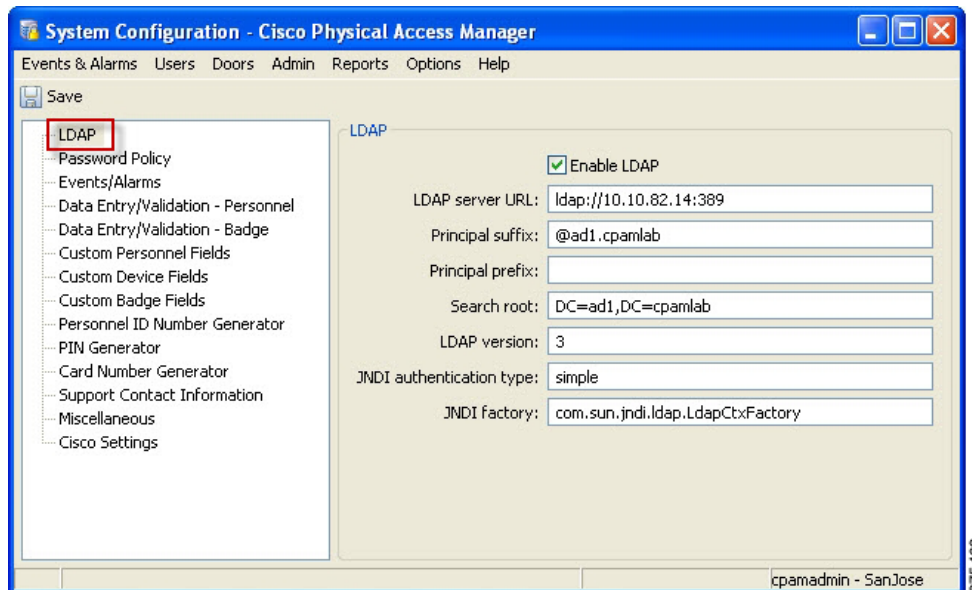 System Configuration - Cisco Physical Access Manager
Events & Alarms Users Doors Admin Reports Options Help
Save
LDAP
Password Policy
Events/Alarms
Data Entry/Validation - Personnel
Data Entry/Validation - Badge
Custom Personnel Fields
Custom Device Fields
Custom Badge Fields
Personnel ID Number Generator
PIN Generator
Card Number Generator
Support Contact Information
Miscellaneous
Cisco Settings
LDAP
Enable LDAP
LDAP server URL: ldap://10.10.82.14:389
Principal suffix: @ad1.cpamlab
Principal prefix:
Search root: DC=ad1,DC=cpamlab
LDAP version: 3
JNDI authentication type: simple
JNDI factory: com.sun.jndi.ldap.LdapCtxFactory
cpamadmin - SanJose